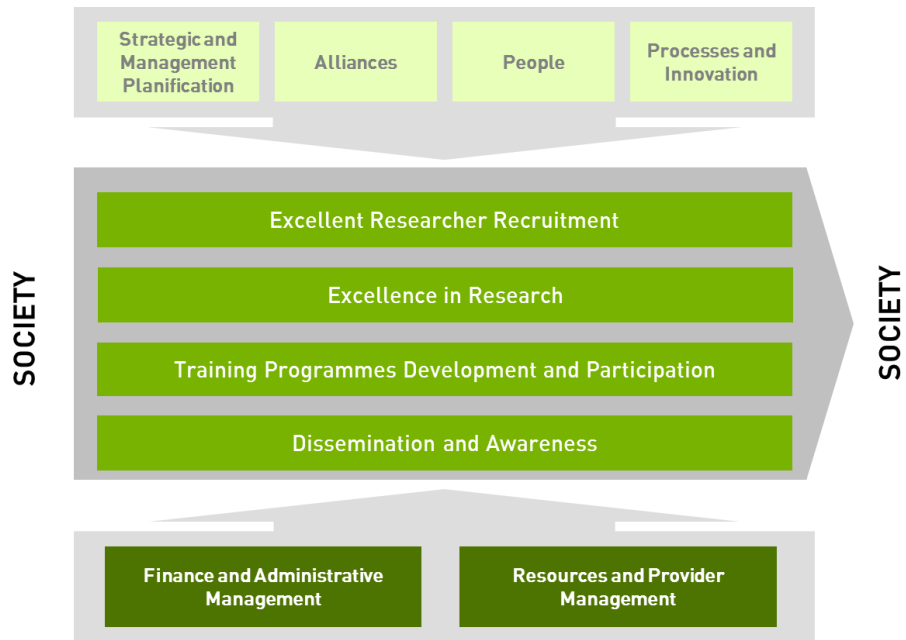 Strategic and
Management
Planification
Alliances
People
Processes and
Innovation
SOCIETY
Excellent Researcher Recruitment
Excellence in Research
Training Programmes Development and Participation
Dissemination and Awareness
SOCIETY
Finance and Administrative
Management
Resources and Provider
Management